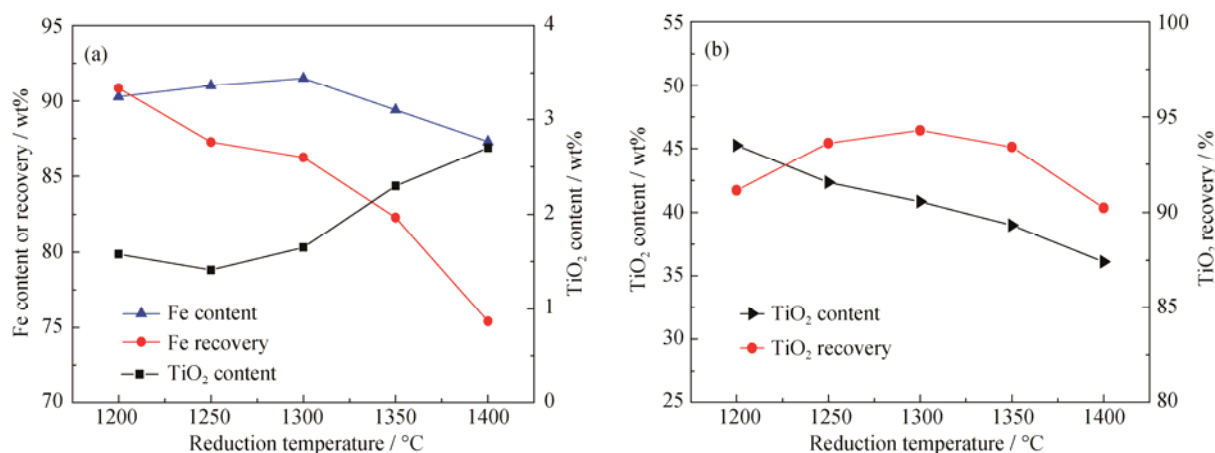 (a)
95
90
85
80
75
70
Fe content or recovery / wt%
4
3
2
1
0
TiO₂ content / wt%
Fe content
Fe recovery
TiO₂ content
1200 1250 1300 1350 1400
Reduction temperature / °C
(b)
55
50
45
40
35
30
25
TiO₂ content / wt%
100
95
90
85
80
TiO₂ recovery / %
TiO₂ content
TiO₂ recovery
1200 1250 1300 1350 1400
Reduction temperature / °C